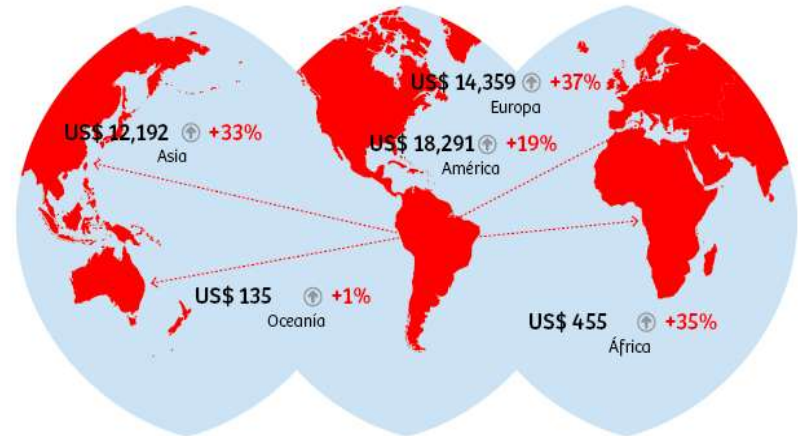 US$ 14,359 +37%
Europa
US$ 12,192 +33%
Asia
US$ 18,291 +19%
América
US$ 135 +1%
Oceanía
US$ 455 +35%
África